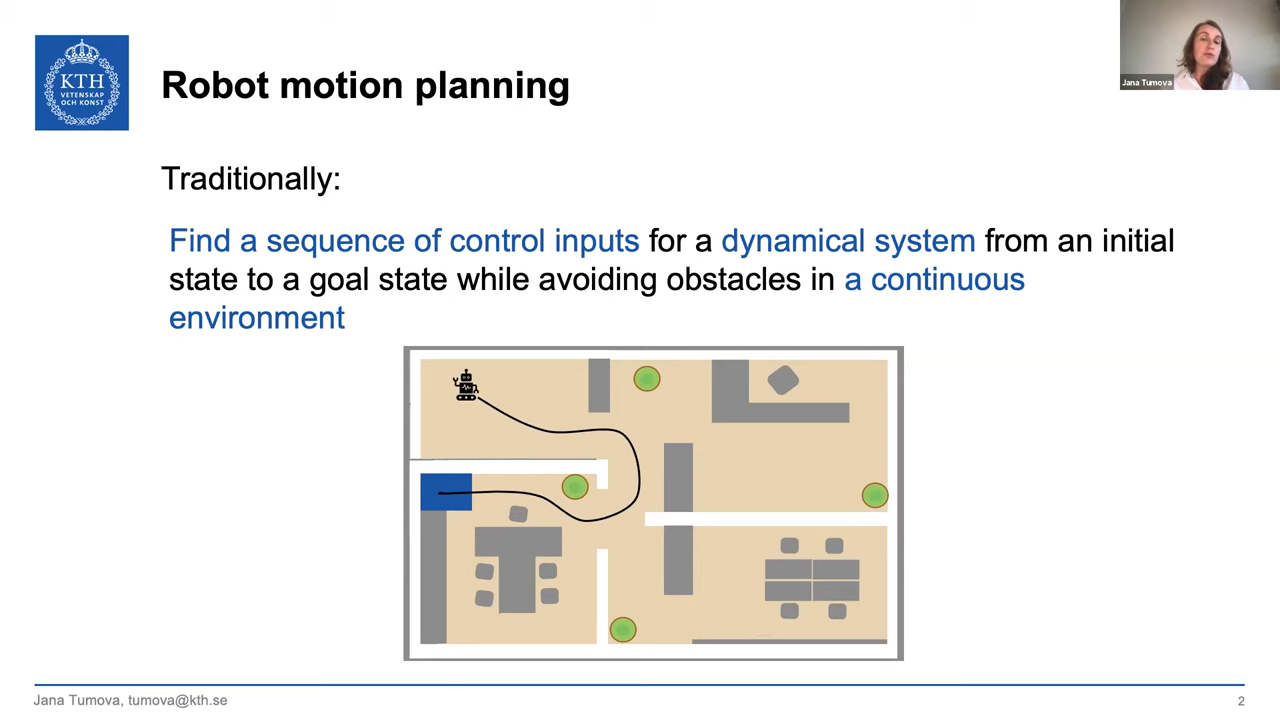 KTH
VETENSKAP
OCH KONST
Robot motion planning
Jana Tumova
Traditionally:
Find a sequence of control inputs for a dynamical system from an initial
state to a goal state while avoiding obstacles in a continuous
environment
Jana Tumova, tumova@kth.se
2